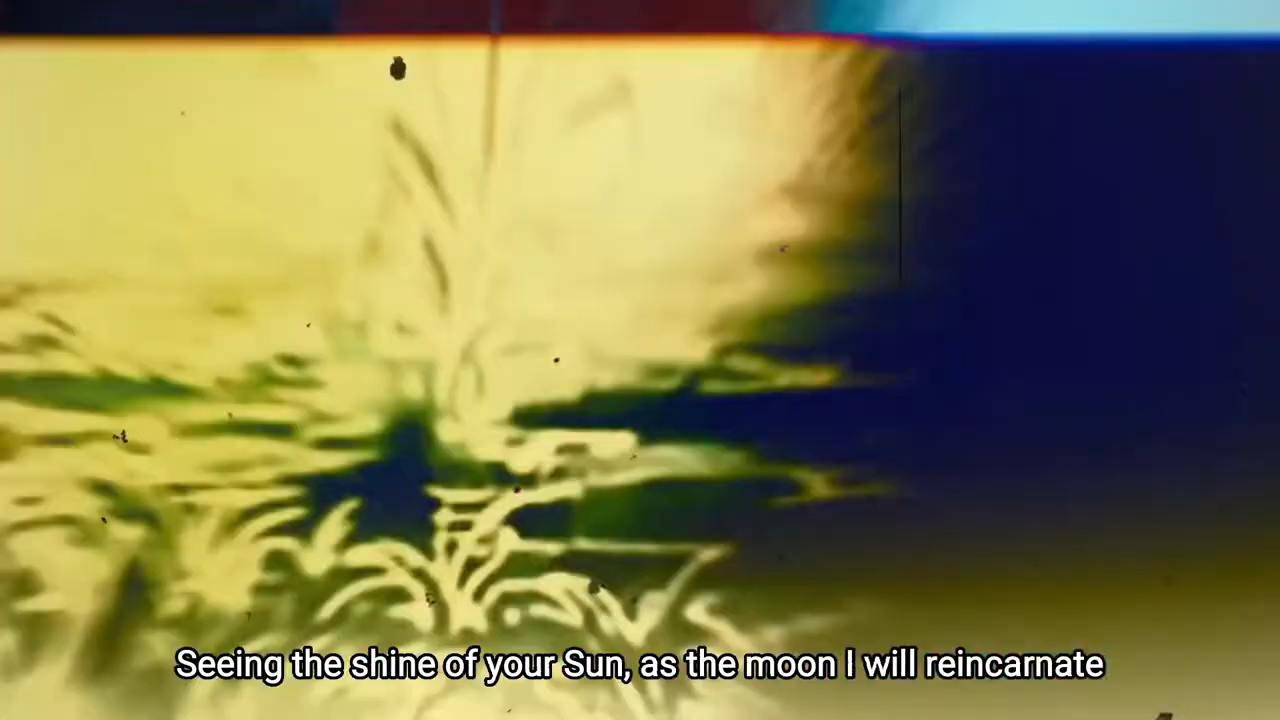 Seeing the shine of your Sun, as the moon I will reincarnate